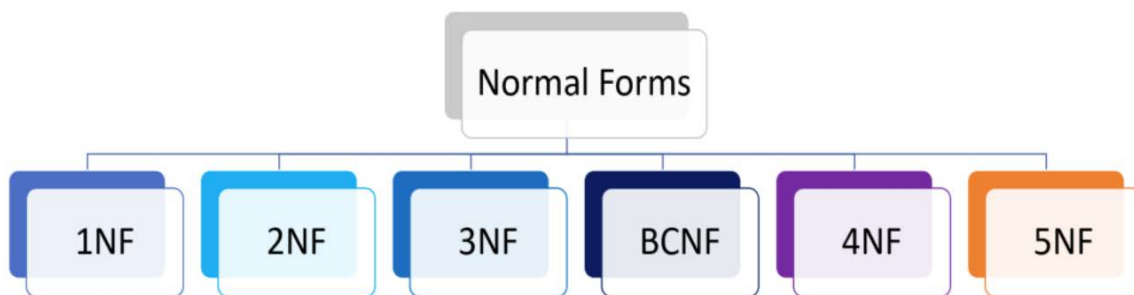 Normal Forms
1NF
2NF
3NF
BCNF
4NF
5NF